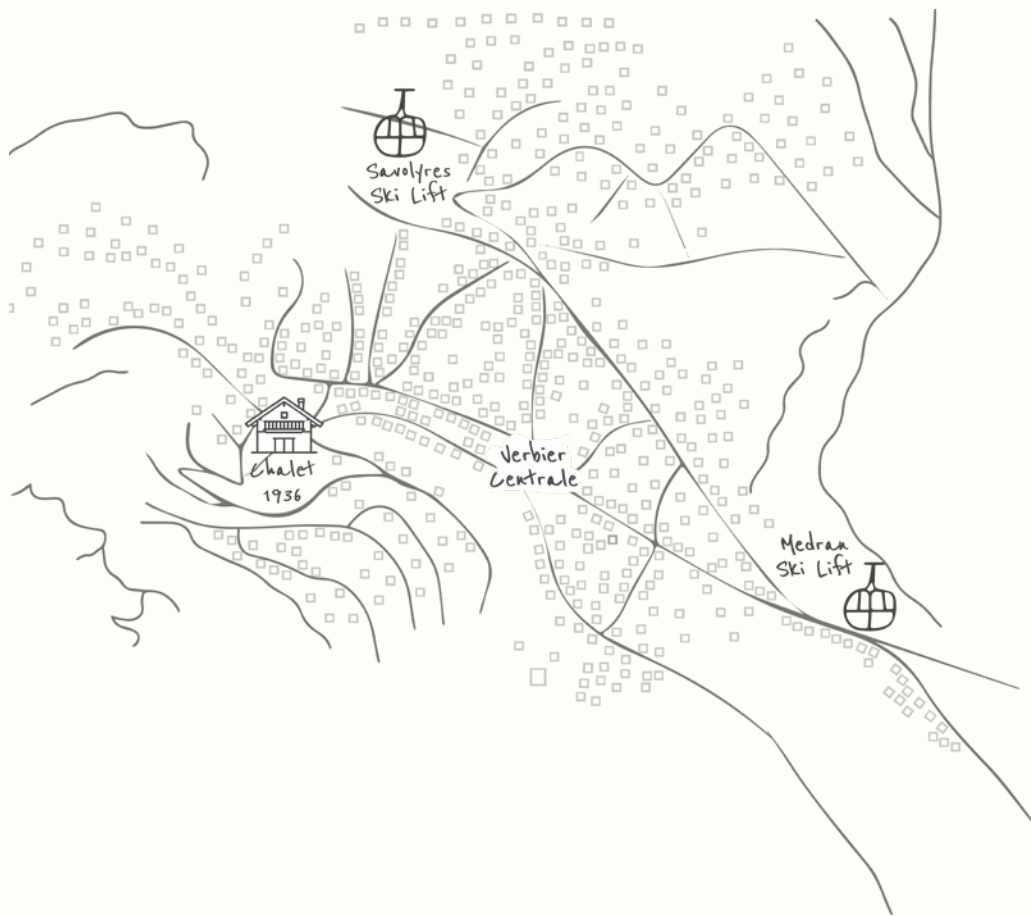 Savolyres
Ski Lift
Chalet
1936
Verbier
Centrale
Medran
Ski Lift